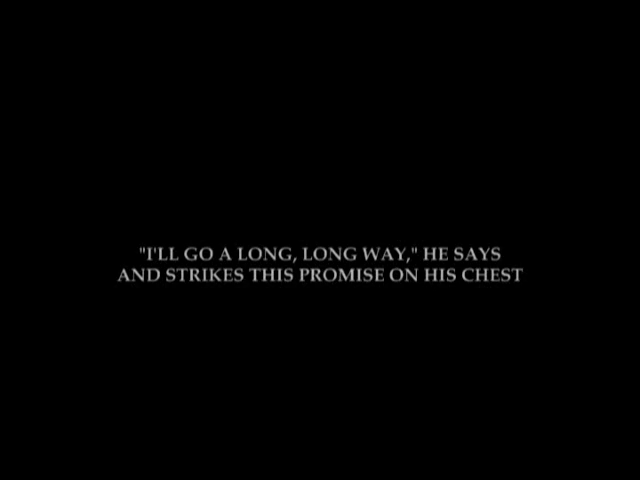 "I'LL GO A LONG, LONG WAY," HE SAYS
AND STRIKES THIS PROMISE ON HIS CHEST